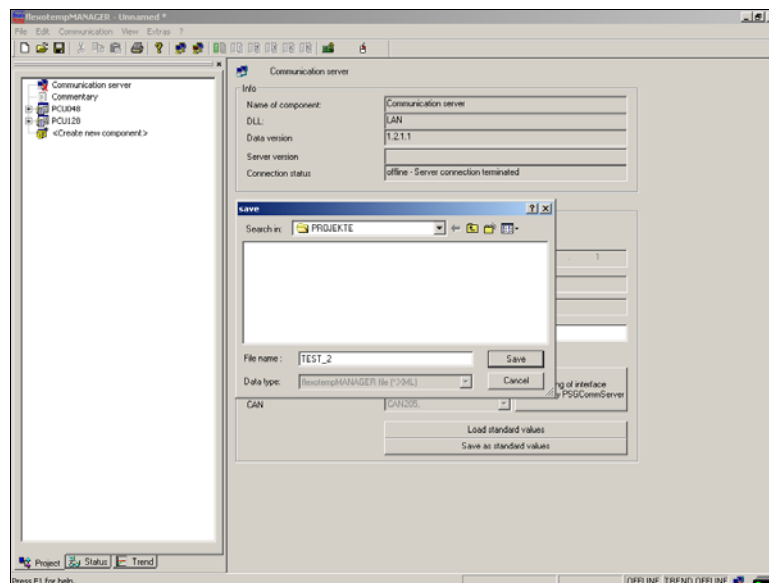 flexotempMANAGER - Unnamed *
File Edit Communication View Extras ?
Communication server
Commentary
PCU048
PCU128
<Create new component>
Communication server
Info
Name of component: Communication server
DLL: LAN
Data version 1.2.1.1
Server version
Connection status offline - Server connection terminated
save
Search in: PROJEKTE
. 1
File name : TEST_2 Save
Data type: flexotempMANAGER file (*.XML) Cancel
ng of interface
PSGCommServer
CAN CAN205,
Load standard values
Save as standard values
Project Status Trend
Press F1 for help. OFFLINE TREND OFFLINE